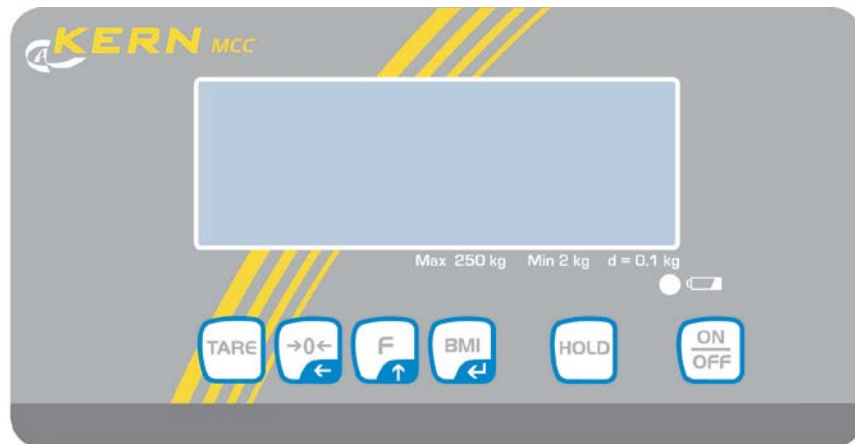 KERN MCC
Max 250 kg Min 2 kg d = 0.1 kg
TARE →0← F BMI HOLD ON
OFF